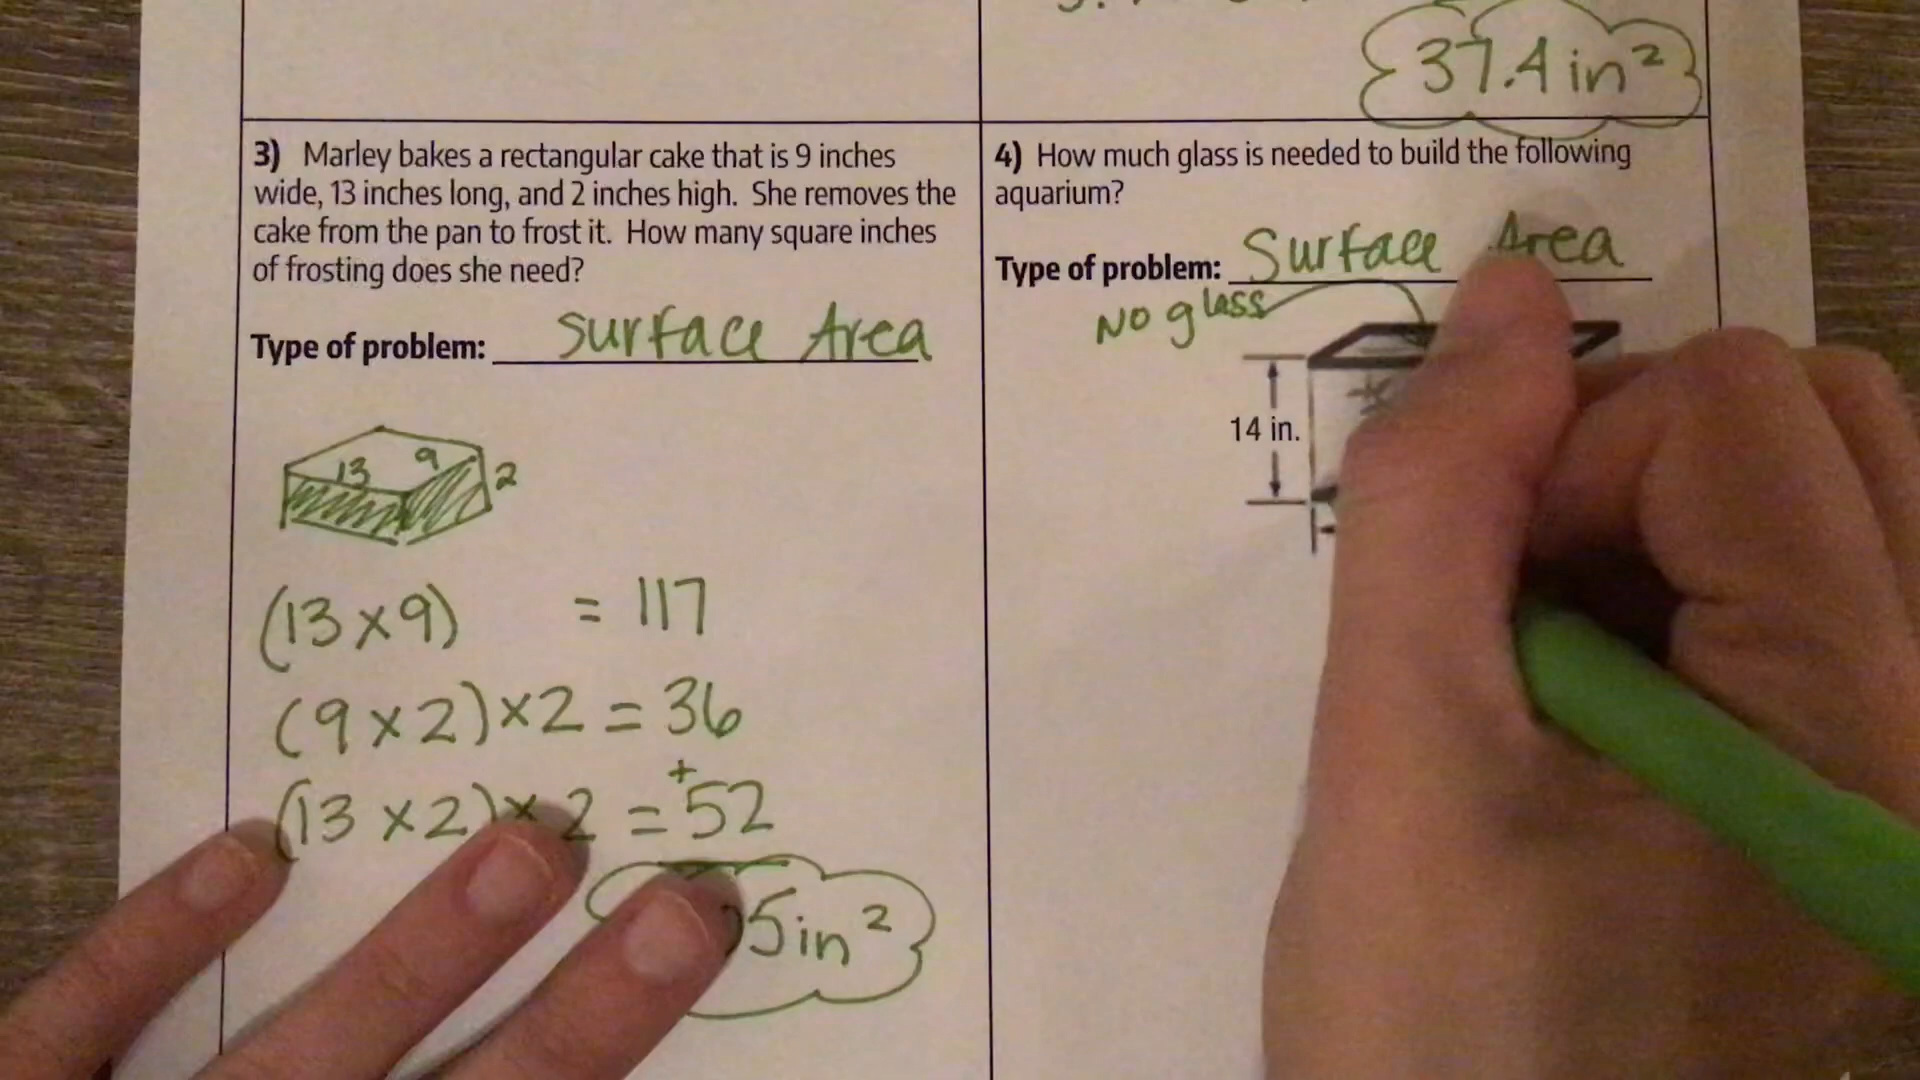 37.4 in²
3) Marley bakes a rectangular cake that is 9 inches
wide, 13 inches long, and 2 inches high. She removes the
cake from the pan to frost it. How many square inches
of frosting does she need?
Type of problem: Surface Area
13 9 2
(13 x 9) = 117
(9 x 2) x 2 = 36
(13 x 2) x 2 = +52
5 in²
4) How much glass is needed to build the following
aquarium?
Type of problem: Surface Area
No glass
14 in.